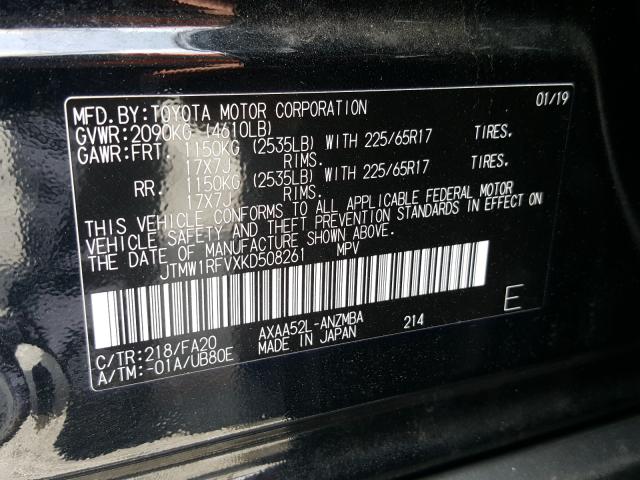 MFD.BY:TOYOTA MOTOR CORPORATION 01/19
GVWR:2090KG (4610LB)
GAWR:FRT. 1150KG (2535LB) WITH 225/65R17 TIRES.
17X7J RIMS.
RR. 1150KG (2535LB) WITH 225/65R17 TIRES.
17X7J RIMS.
THIS VEHICLE CONFORMS TO ALL APPLICABLE FEDERAL MOTOR
VEHICLE SAFETY AND THEFT PREVENTION STANDARDS IN EFFECT ON
THE DATE OF MANUFACTURE SHOWN ABOVE.
JTMW1RFVXKD508261 MPV
E
C/TR:218/FA20 AXAA52L-ANZMBA 214
A/TM:-01A/UB80E MADE IN JAPAN